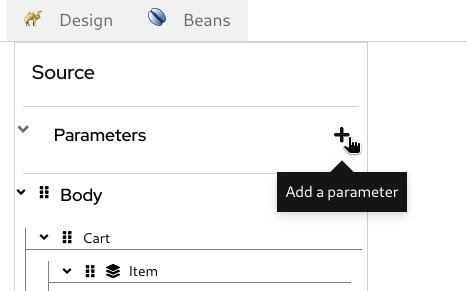 Design Beans
Source
Parameters
Add a parameter
Body
Cart
Item